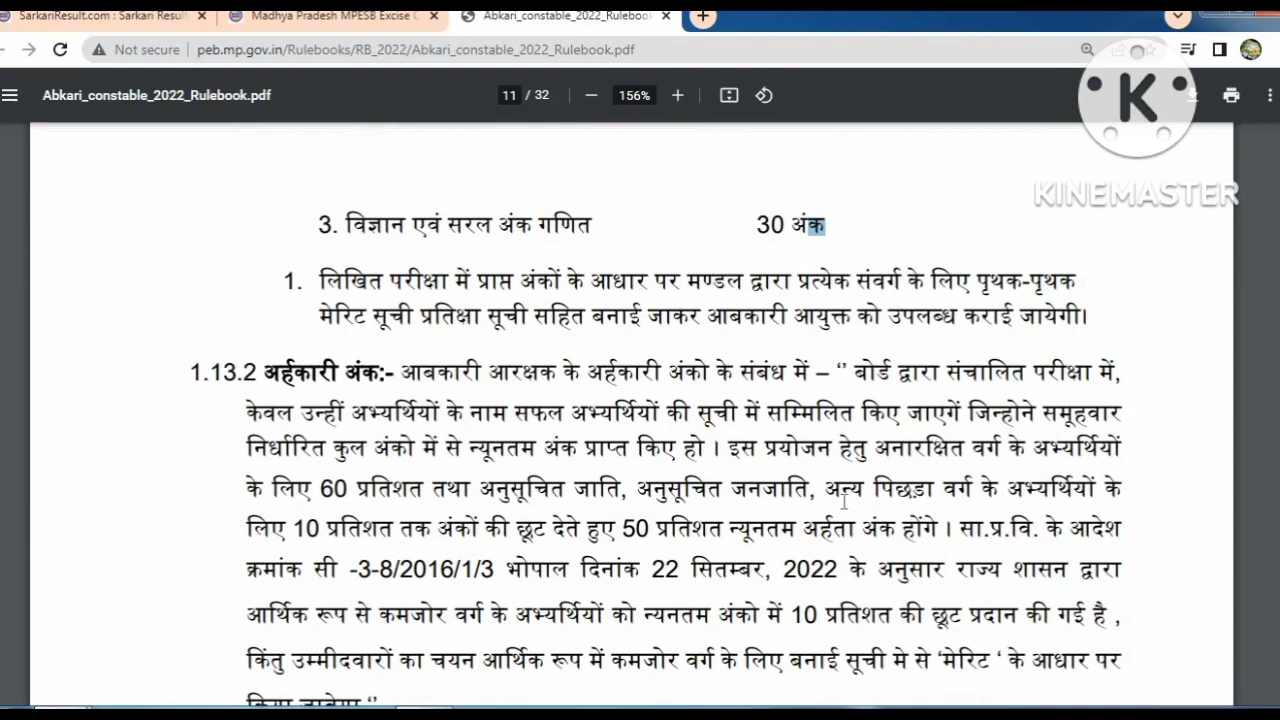 SarkariResult.com : Sarkari Result
Madhya Pradesh MPESB Excise C
Abkari_constable_2022_Rulebook.p
Not secure peb.mp.gov.in/Rulebooks/RB_2022/Abkari_constable_2022_Rulebook.pdf
Abkari_constable_2022_Rulebook.pdf 11 / 32 156%
K
KINEMASTER
3. विज्ञान एवं सरल अंक गणित 30 अंक
1. लिखित परीक्षा में प्राप्त अंकों के आधार पर मण्डल द्वारा प्रत्येक संवर्ग के लिए पृथक-पृथक
मेरिट सूची प्रतिक्षा सूची सहित बनाई जाकर आबकारी आयुक्त को उपलब्ध कराई जायेगी।
1.13.2 अर्हकारी अंक:- आबकारी आरक्षक के अर्हकारी अंको के संबंध में – '' बोर्ड द्वारा संचालित परीक्षा में,
केवल उन्हीं अभ्यर्थियों के नाम सफल अभ्यर्थियों की सूची में सम्मिलित किए जाएगें जिन्होने समूहवार
निर्धारित कुल अंको में से न्यूनतम अंक प्राप्त किए हो । इस प्रयोजन हेतु अनारक्षित वर्ग के अभ्यर्थियों
के लिए 60 प्रतिशत तथा अनुसूचित जाति, अनुसूचित जनजाति, अन्य पिछड़ा वर्ग के अभ्यर्थियों के
लिए 10 प्रतिशत तक अंकों की छूट देते हुए 50 प्रतिशत न्यूनतम अर्हता अंक होंगे । सा.प्र.वि. के आदेश
क्रमांक सी -3-8/2016/1/3 भोपाल दिनांक 22 सितम्बर, 2022 के अनुसार राज्य शासन द्वारा
आर्थिक रूप से कमजोर वर्ग के अभ्यर्थियों को न्यनतम अंको में 10 प्रतिशत की छूट प्रदान की गई है ,
किंतु उम्मीदवारों का चयन आर्थिक रूप में कमजोर वर्ग के लिए बनाई सूची मे से 'मेरिट ' के आधार पर